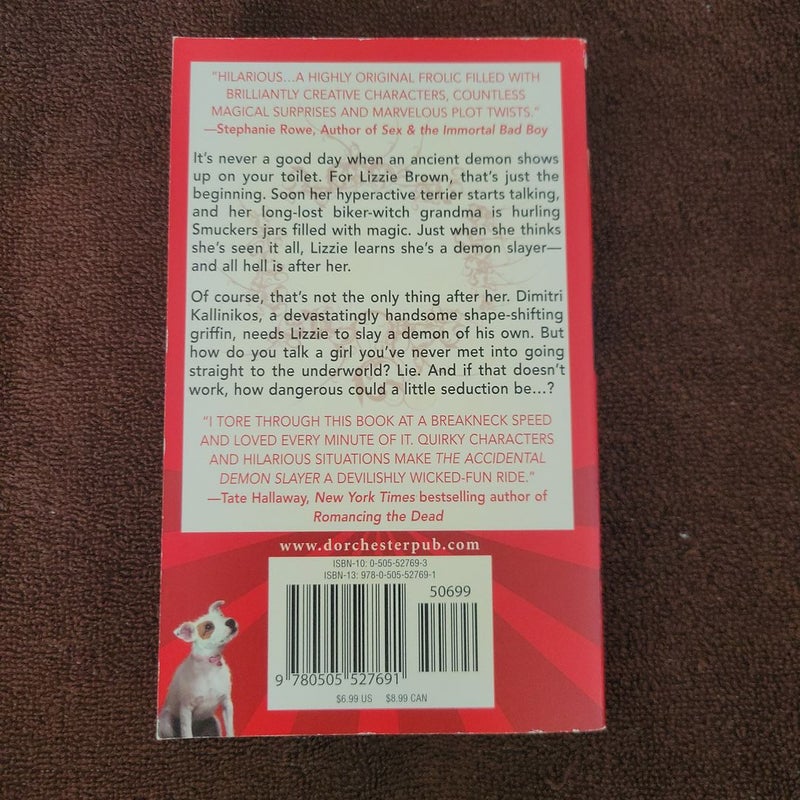 "HILARIOUS...A HIGHLY ORIGINAL FROLIC FILLED WITH
BRILLIANTLY CREATIVE CHARACTERS, COUNTLESS
MAGICAL SURPRISES AND MARVELOUS PLOT TWISTS."
—Stephanie Rowe, Author of Sex & the Immortal Bad Boy
It's never a good day when an ancient demon shows
up on your toilet. For Lizzie Brown, that's just the
beginning. Soon her hyperactive terrier starts talking,
and her long-lost biker-witch grandma is hurling
Smuckers jars filled with magic. Just when she thinks
she's seen it all, Lizzie learns she's a demon slayer—
and all hell is after her.
Of course, that's not the only thing after her. Dimitri
Kallinikos, a devastatingly handsome shape-shifting
griffin, needs Lizzie to slay a demon of his own. But
how do you talk a girl you've never met into going
straight to the underworld? Lie. And if that doesn't
work, how dangerous could a little seduction be...?
"I TORE THROUGH THIS BOOK AT A BREAKNECK SPEED
AND LOVED EVERY MINUTE OF IT. QUIRKY CHARACTERS
AND HILARIOUS SITUATIONS MAKE THE ACCIDENTAL
DEMON SLAYER A DEVILISHLY WICKED-FUN RIDE."
—Tate Hallaway, New York Times bestselling author of
Romancing the Dead
www.dorchesterpub.com
ISBN-10: 0-505-52769-3
ISBN-13: 978-0-505-52769-1
50699
9 780505 527691
$6.99 US $8.99 CAN